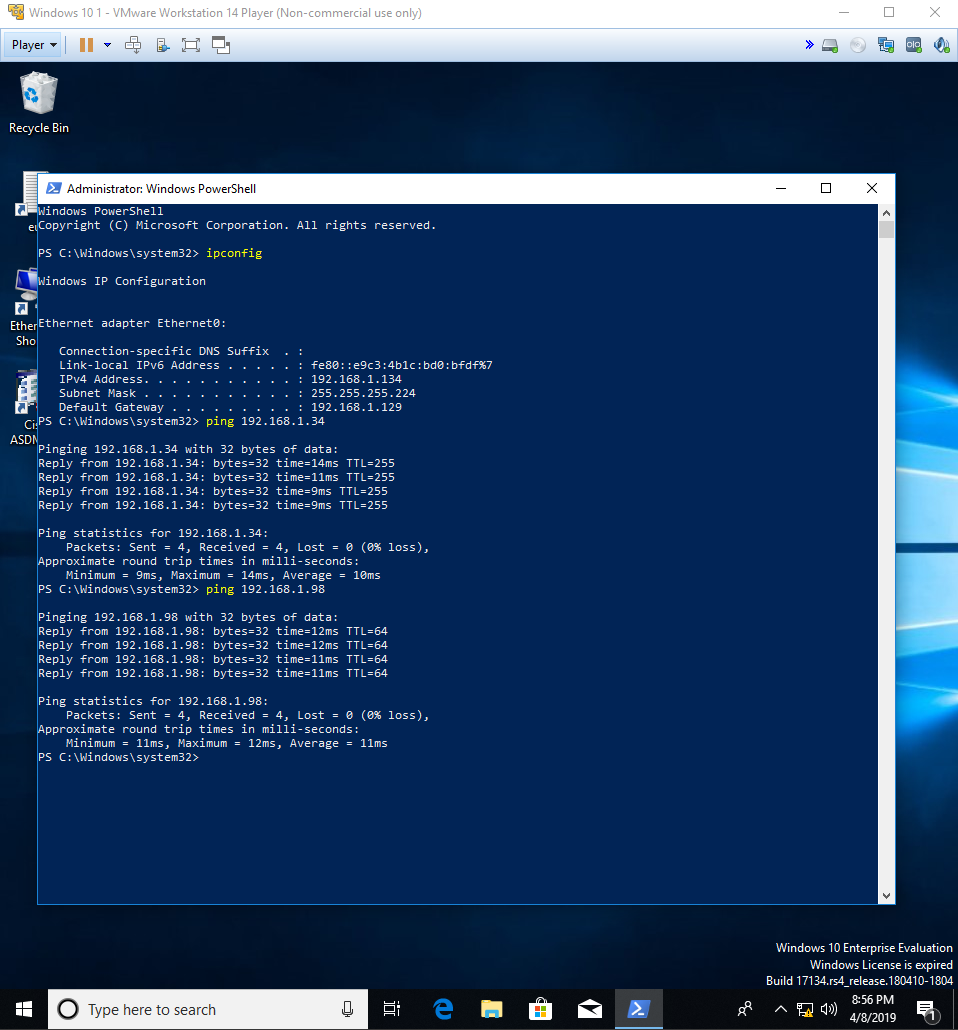 Windows 10 1 - VMware Workstation 14 Player (Non-commercial use only)
Player
Recycle Bin
Administrator: Windows PowerShell
Windows PowerShell
Copyright (C) Microsoft Corporation. All rights reserved.
PS C:\Windows\system32> ipconfig
Windows IP Configuration
Ethernet adapter Ethernet0:
Connection-specific DNS Suffix  . :
Link-local IPv6 Address . . . . . : fe80::e9c3:4b1c:bd0:bfdf%7
IPv4 Address. . . . . . . . . . . : 192.168.1.134
Subnet Mask . . . . . . . . . . . : 255.255.255.224
Default Gateway . . . . . . . . . : 192.168.1.129
PS C:\Windows\system32> ping 192.168.1.34
Pinging 192.168.1.34 with 32 bytes of data:
Reply from 192.168.1.34: bytes=32 time=14ms TTL=255
Reply from 192.168.1.34: bytes=32 time=11ms TTL=255
Reply from 192.168.1.34: bytes=32 time=9ms TTL=255
Reply from 192.168.1.34: bytes=32 time=9ms TTL=255
Ping statistics for 192.168.1.34:
Packets: Sent = 4, Received = 4, Lost = 0 (0% loss),
Approximate round trip times in milli-seconds:
Minimum = 9ms, Maximum = 14ms, Average = 10ms
PS C:\Windows\system32> ping 192.168.1.98
Pinging 192.168.1.98 with 32 bytes of data:
Reply from 192.168.1.98: bytes=32 time=12ms TTL=64
Reply from 192.168.1.98: bytes=32 time=12ms TTL=64
Reply from 192.168.1.98: bytes=32 time=11ms TTL=64
Reply from 192.168.1.98: bytes=32 time=11ms TTL=64
Ping statistics for 192.168.1.98:
Packets: Sent = 4, Received = 4, Lost = 0 (0% loss),
Approximate round trip times in milli-seconds:
Minimum = 11ms, Maximum = 12ms, Average = 11ms
PS C:\Windows\system32>
Ether
Sho
Cis
ASDM
Windows 10 Enterprise Evaluation
Windows License is expired
Build 17134.rs4_release.180410-1804
Type here to search
8:56 PM
4/8/2019
1